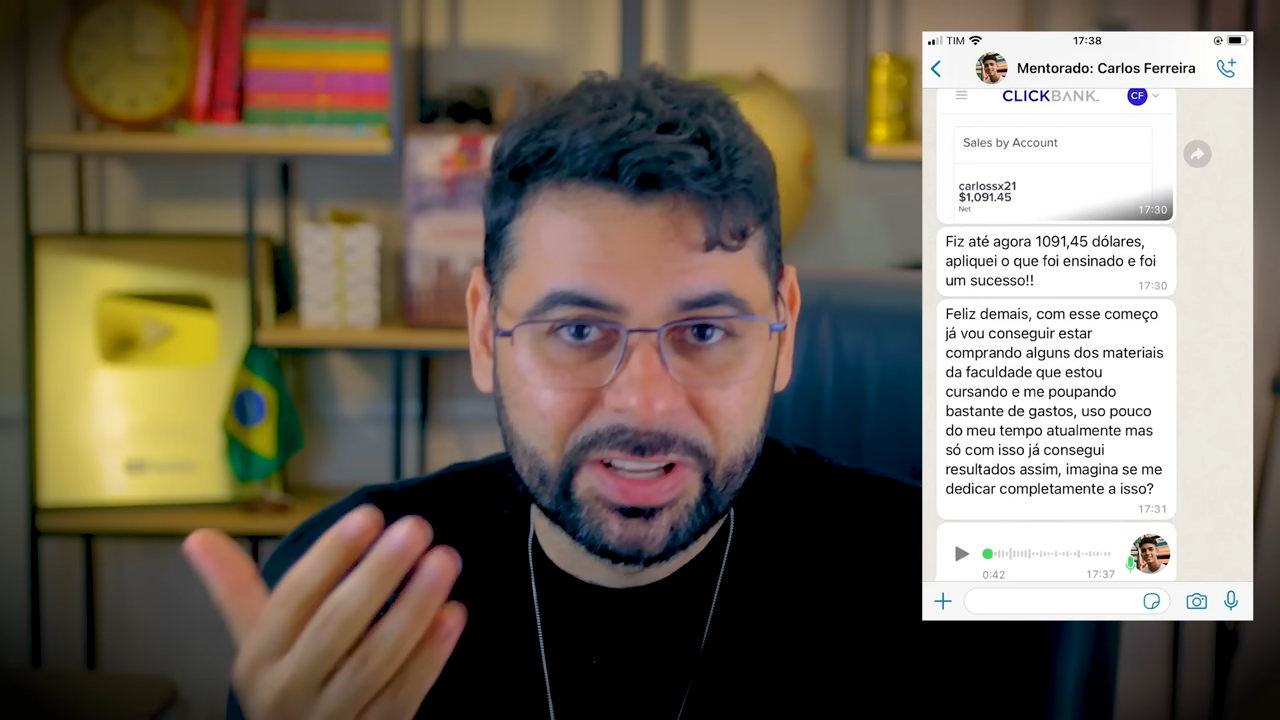 TIM
17:38
Mentorado: Carlos Ferreira
CLICKBANK.
CF
Sales by Account
carlossx21
$1,091.45
Net
17:30
Fiz até agora 1091,45 dólares,
apliquei o que foi ensinado e foi
um sucesso!!
17:30
Feliz demais, com esse começo
já vou conseguir estar
comprando alguns dos materiais
da faculdade que estou
cursando e me poupando
bastante de gastos, uso pouco
do meu tempo atualmente mas
só com isso já consegui
resultados assim, imagina se me
dedicar completamente a isso?
17:31
0:42
17:37